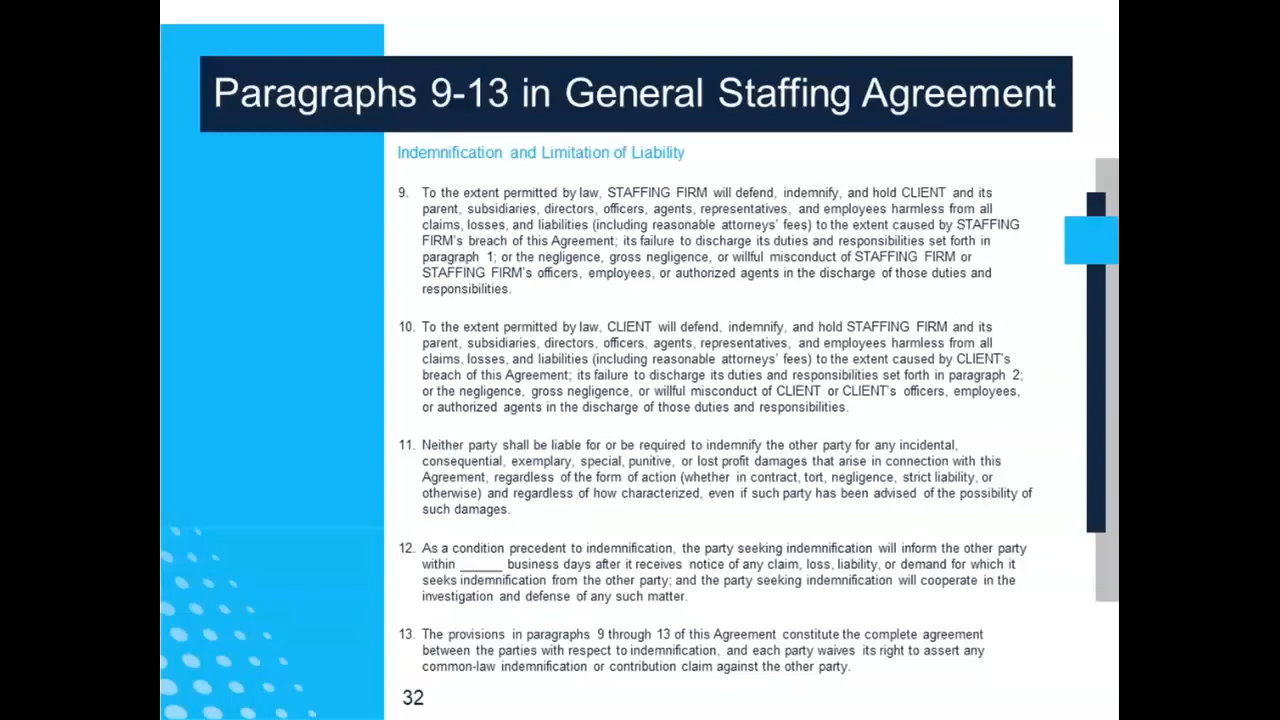 Paragraphs 9-13 in General Staffing Agreement
Indemnification and Limitation of Liability
9. To the extent permitted by law, STAFFING FIRM will defend, indemnify, and hold CLIENT and its
parent, subsidiaries, directors, officers, agents, representatives, and employees harmless from all
claims, losses, and liabilities (including reasonable attorneys' fees) to the extent caused by STAFFING
FIRM's breach of this Agreement; its failure to discharge its duties and responsibilities set forth in
paragraph 1; or the negligence, gross negligence, or willful misconduct of STAFFING FIRM or
STAFFING FIRM's officers, employees, or authorized agents in the discharge of those duties and
responsibilities.
10. To the extent permitted by law, CLIENT will defend, indemnify, and hold STAFFING FIRM and its
parent, subsidiaries, directors, officers, agents, representatives, and employees harmless from all
claims, losses, and liabilities (including reasonable attorneys' fees) to the extent caused by CLIENT's
breach of this Agreement; its failure to discharge its duties and responsibilities set forth in paragraph 2;
or the negligence, gross negligence, or willful misconduct of CLIENT or CLIENT's officers, employees,
or authorized agents in the discharge of those duties and responsibilities.
11. Neither party shall be liable for or be required to indemnify the other party for any incidental,
consequential, exemplary, special, punitive, or lost profit damages that arise in connection with this
Agreement, regardless of the form of action (whether in contract, tort, negligence, strict liability, or
otherwise) and regardless of how characterized, even if such party has been advised of the possibility of
such damages.
12. As a condition precedent to indemnification, the party seeking indemnification will inform the other party
within ______ business days after it receives notice of any claim, loss, liability, or demand for which it
seeks indemnification from the other party; and the party seeking indemnification will cooperate in the
investigation and defense of any such matter.
13. The provisions in paragraphs 9 through 13 of this Agreement constitute the complete agreement
between the parties with respect to indemnification, and each party waives its right to assert any
common-law indemnification or contribution claim against the other party.
32